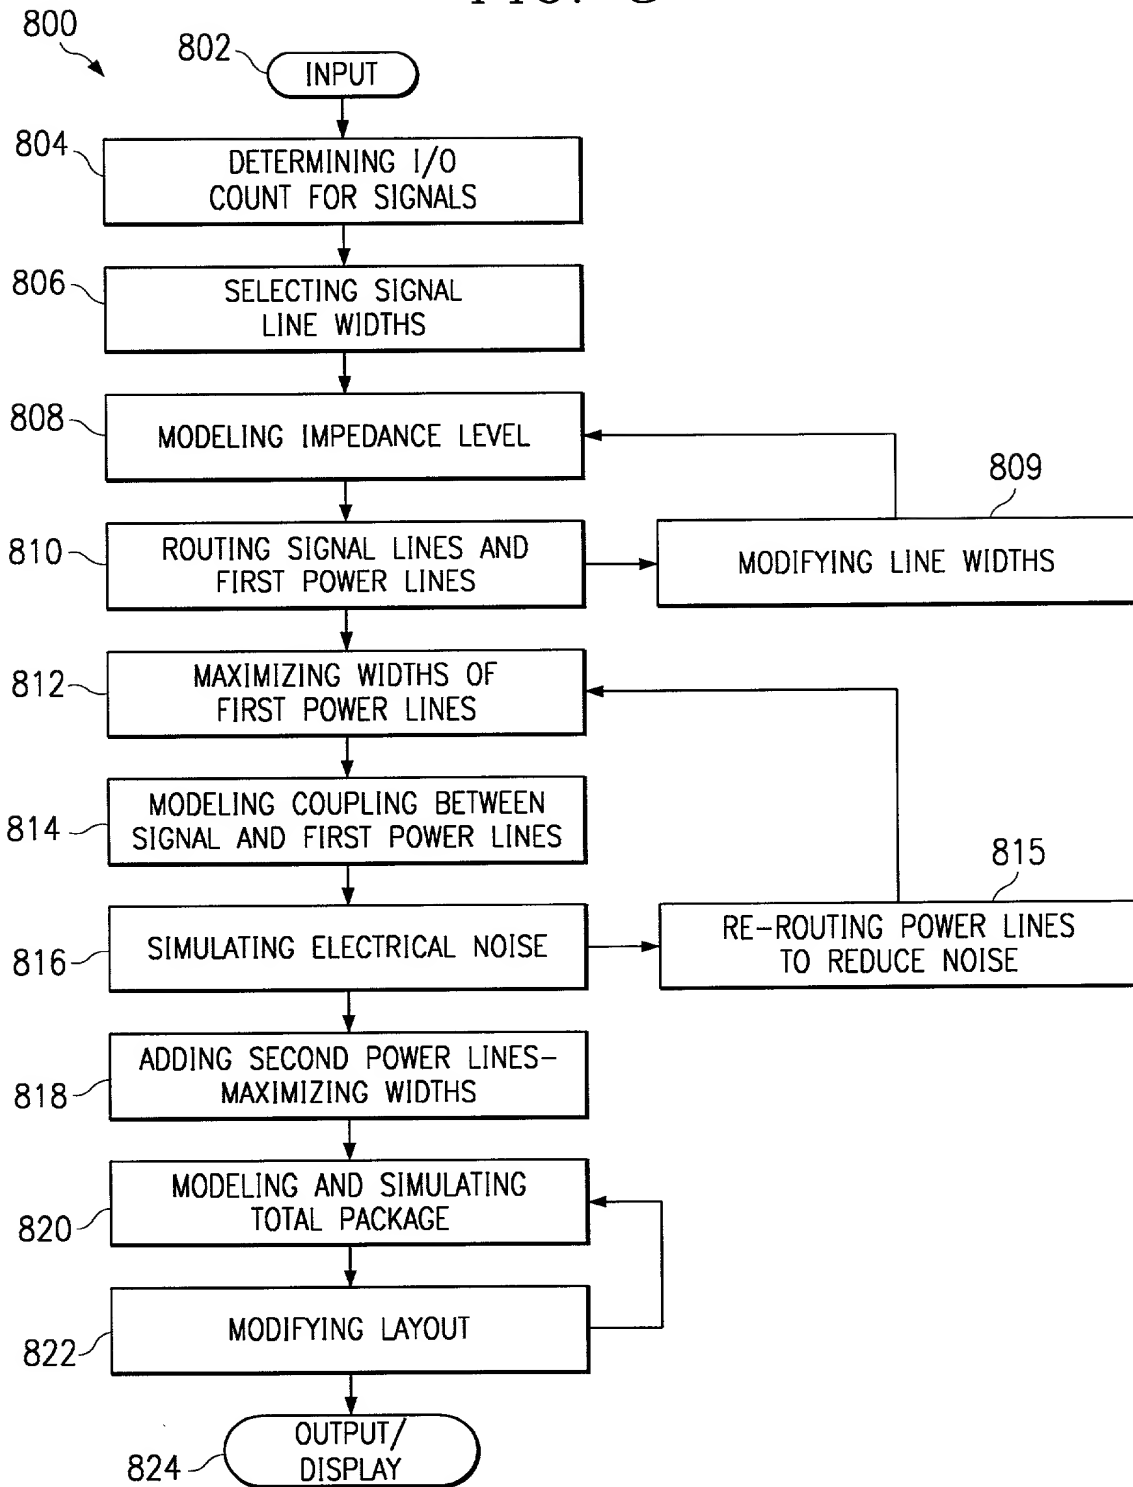 800
802
INPUT
804
DETERMINING I/O
COUNT FOR SIGNALS
806
SELECTING SIGNAL
LINE WIDTHS
808
MODELING IMPEDANCE LEVEL
809
810
ROUTING SIGNAL LINES AND
FIRST POWER LINES
MODIFYING LINE WIDTHS
812
MAXIMIZING WIDTHS OF
FIRST POWER LINES
814
MODELING COUPLING BETWEEN
SIGNAL AND FIRST POWER LINES
815
816
SIMULATING ELECTRICAL NOISE
RE-ROUTING POWER LINES
TO REDUCE NOISE
818
ADDING SECOND POWER LINES-
MAXIMIZING WIDTHS
820
MODELING AND SIMULATING
TOTAL PACKAGE
822
MODIFYING LAYOUT
824
OUTPUT/
DISPLAY